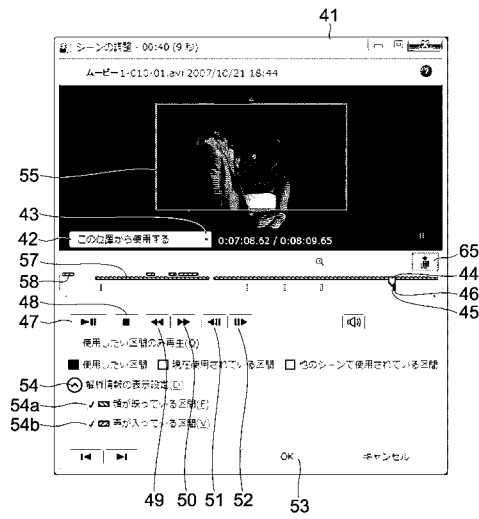 41
シーンの調整 - 00:40 (9 秒)
ムービー1-010-01.avi 2007/10/21 18:44
55
43
42
この位置から使用する
0:07:08.62 / 0:08:09.65
65
57
44
58
46
48
45
47
使用したい区間のみ再生(O)
使用したい区間 現在使用されている区間 他のシーンで使用されている区間
54
解析情報の表示設定(D)
54a
顔が映っている区間(F)
54b
声が入っている区間(V)
OK
キャンセル
49 50 51 52
53